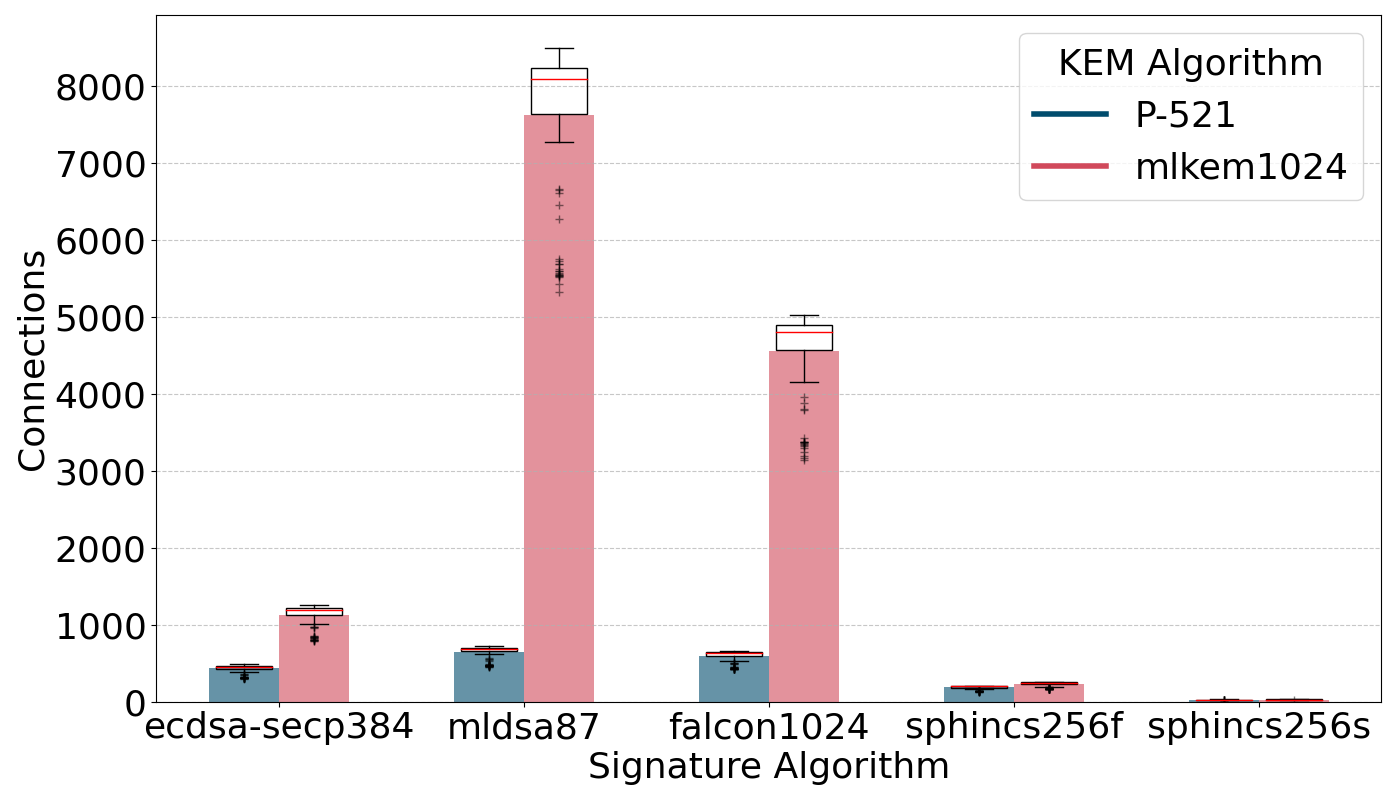 KEM Algorithm
P-521
mlkem1024
8000
7000
6000
5000
4000
3000
2000
1000
0
Connections
ecdsa-secp384 mldsa87 falcon1024 sphincs256f sphincs256s
Signature Algorithm